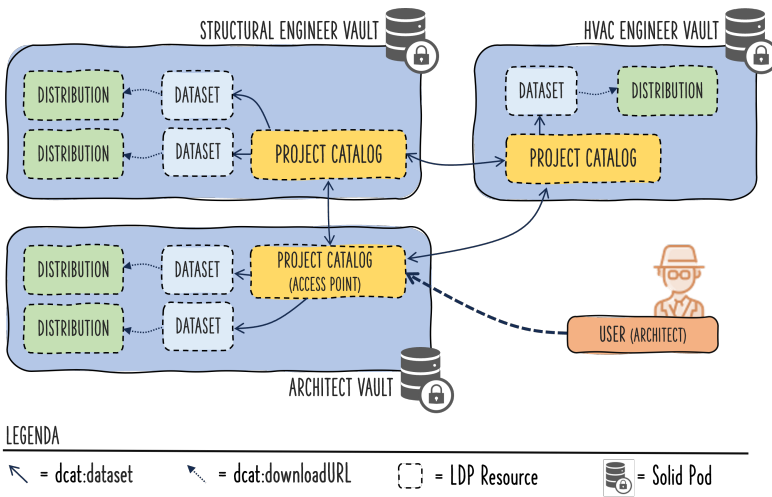 STRUCTURAL ENGINEER VAULT
HVAC ENGINEER VAULT
DISTRIBUTION
DATASET
DISTRIBUTION
DATASET
PROJECT CATALOG
DATASET
DISTRIBUTION
PROJECT CATALOG
DISTRIBUTION
DATASET
PROJECT CATALOG
(ACCESS POINT)
DISTRIBUTION
DATASET
USER (ARCHITECT)
ARCHITECT VAULT
LEGENDA
= dcat:dataset
= dcat:downloadURL
= LDP Resource
= Solid Pod